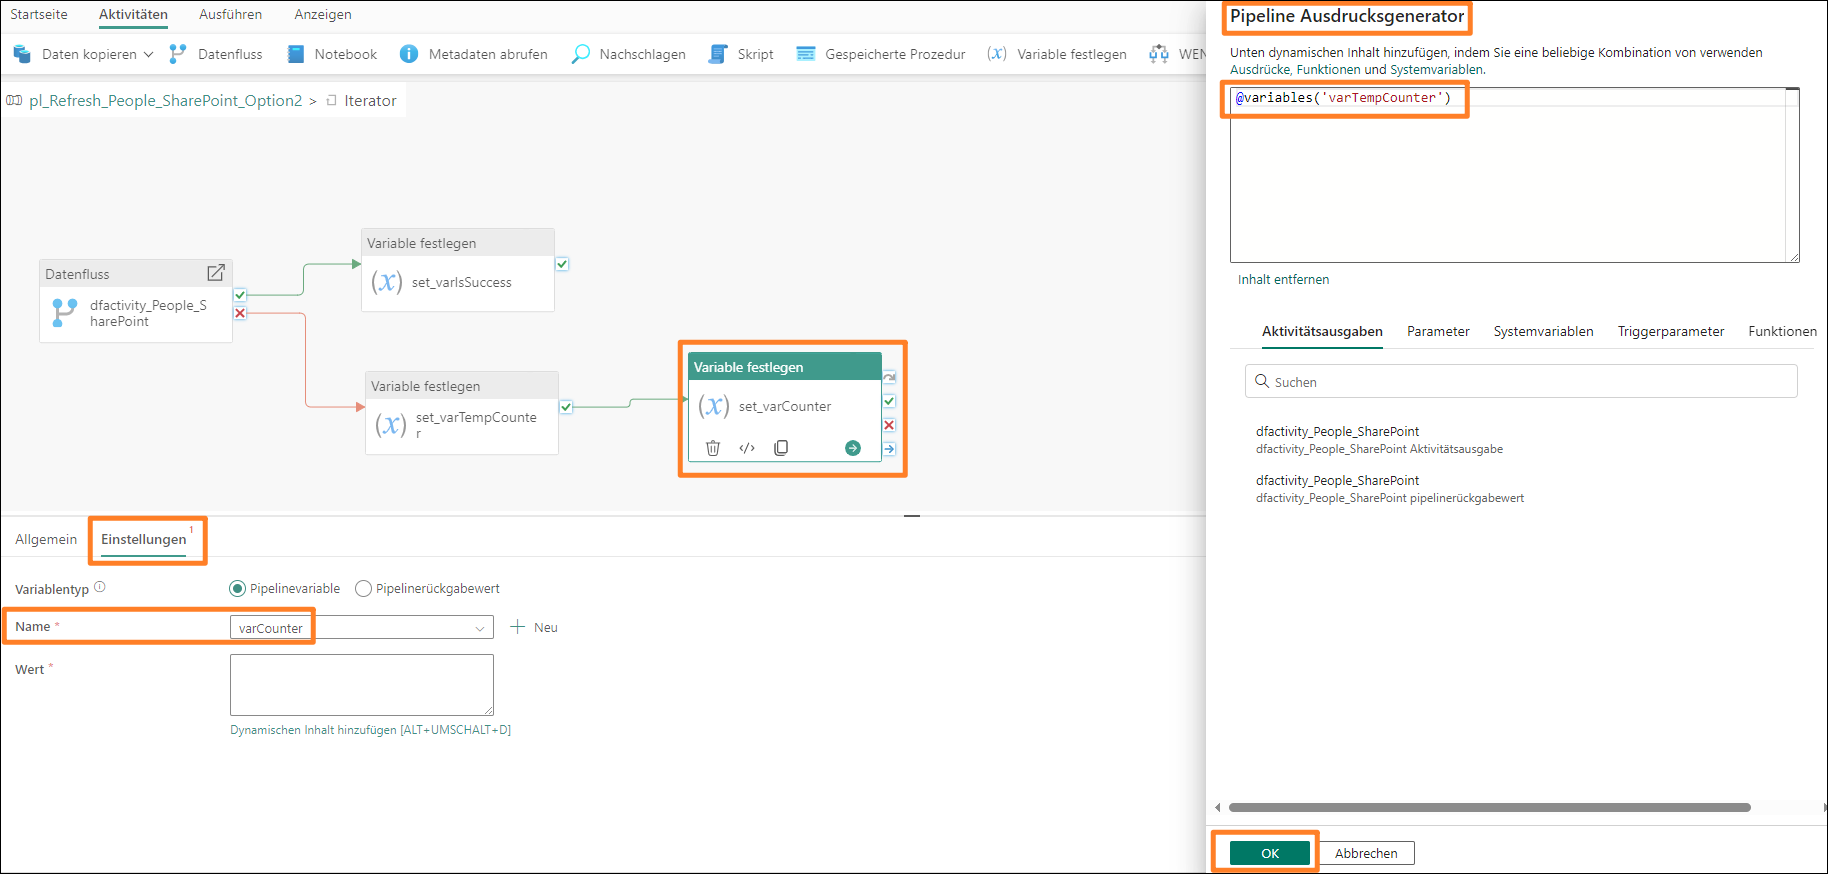 Startseite
Aktivitäten
Ausführen
Anzeigen
Daten kopieren
Datenfluss
Notebook
Metadaten abrufen
Nachschlagen
Skript
Gespeicherte Prozedur
(x) Variable festlegen
WEN
pl_Refresh_People_SharePoint_Option2 > Iterator
Datenfluss
dfactivity_People_S
harePoint
Variable festlegen
(x) set_varIsSuccess
Variable festlegen
(x) set_varTempCounte
r
Variable festlegen
(x) set_varCounter
Allgemein
Einstellungen 1
Variablentyp
Pipelinevariable
Pipelinerückgabewert
Name *
varCounter
Neu
Wert *
Dynamischen Inhalt hinzufügen [ALT+UMSCHALT+D]
Pipeline Ausdrucksgenerator
Unten dynamischen Inhalt hinzufügen, indem Sie eine beliebige Kombination von verwenden
Ausdrücke, Funktionen und Systemvariablen.
@variables('varTempCounter')
Inhalt entfernen
Aktivitätsausgaben
Parameter
Systemvariablen
Triggerparameter
Funktionen
Suchen
dfactivity_People_SharePoint
dfactivity_People_SharePoint Aktivitätsausgabe
dfactivity_People_SharePoint
dfactivity_People_SharePoint pipelinerückgabewert
OK
Abbrechen